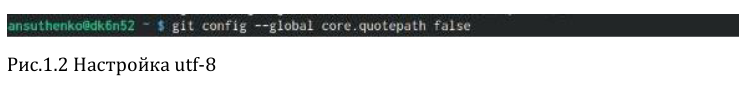 ansuthenko@dk6n52 ~ $ git config --global core.quotepath false
Рис.1.2 Настройка utf-8